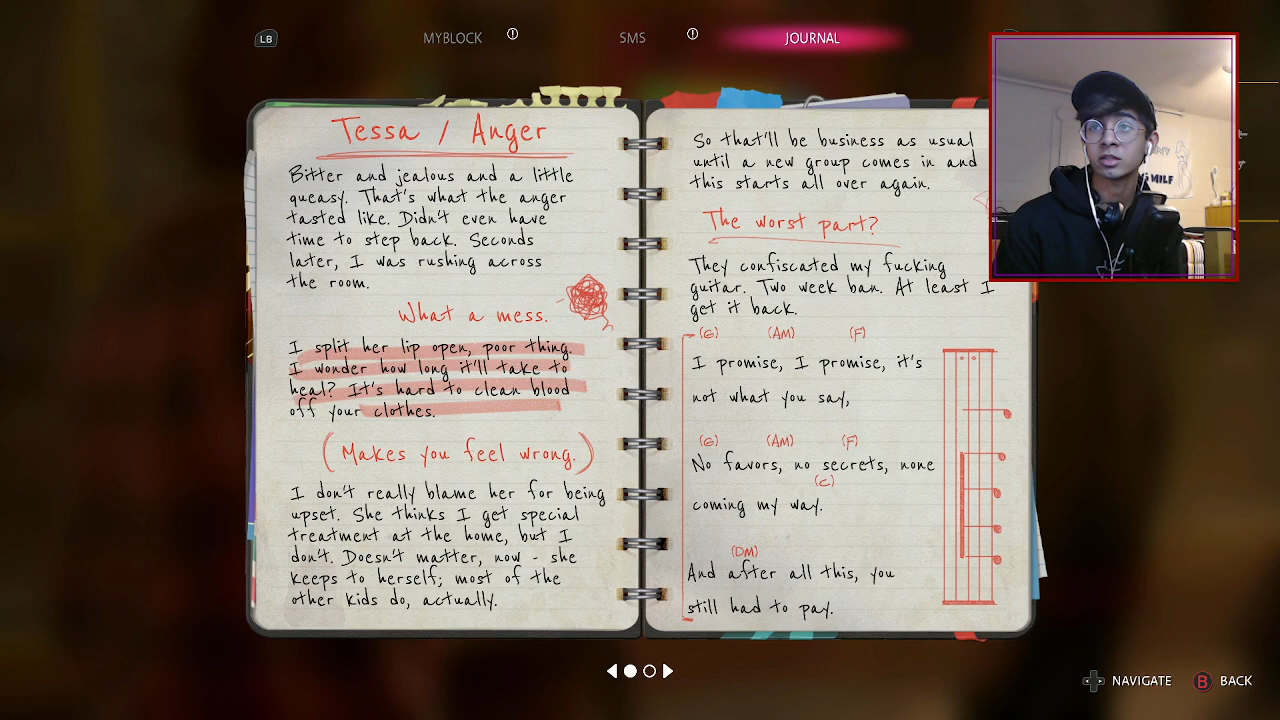 LB
MYBLOCK
SMS
JOURNAL
Tessa / Anger
Bitter and jealous and a little
queasy. That's what the anger
tasted like. Didn't even have
time to step back. Seconds
later, I was rushing across
the room.
What a mess.
I split her lip open, poor thing.
I wonder how long it'll take to
heal? It's hard to clean blood
off your clothes.
(Makes you feel wrong.)
I don't really blame her for being
upset. She thinks I get special
treatment at the home, but I
don't. Doesn't matter, now - she
keeps to herself; most of the
other kids do, actually.
So that'll be business as usual
until a new group comes in and
this starts all over again.
The worst part?
They confiscated my fucking
guitar. Two week ban. At least I
get it back.
(G) (AM) (F)
I promise, I promise, it's
not what you say,
(G) (AM) (F)
No favors, no secrets, none
(C)
coming my way.
(DM)
And after all this, you
still had to pay.
NAVIGATE
B BACK
MILF